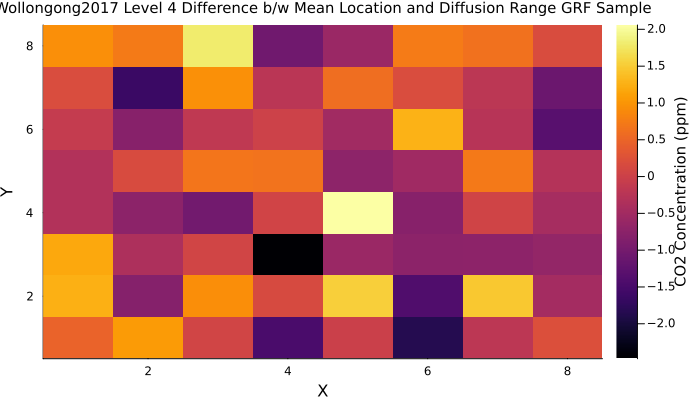 Wollongong2017 Level 4 Difference b/w Mean Location and Diffusion Range GRF Sample
8
6
4
2
Y
2 4 6 8
X
2.0
1.5
1.0
0.5
0
−0.5
−1.0
−1.5
−2.0
CO2 Concentration (ppm)